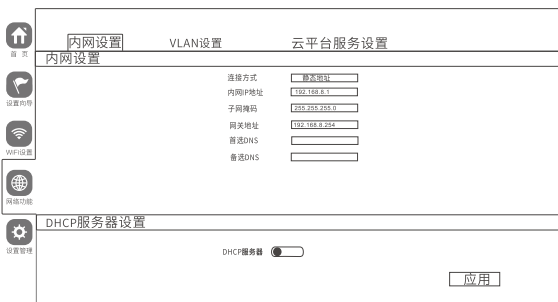 内网设置 VLAN设置 云平台服务设置
首 页
内网设置
连接方式 静态地址
内网IP地址 192.168.6.1
设置向导
子网掩码 255.255.255.0
网关地址 192.168.8.254
首选DNS
WIFI设置
备选DNS
网络功能
DHCP服务器设置
设置管理
DHCP服务器
应用